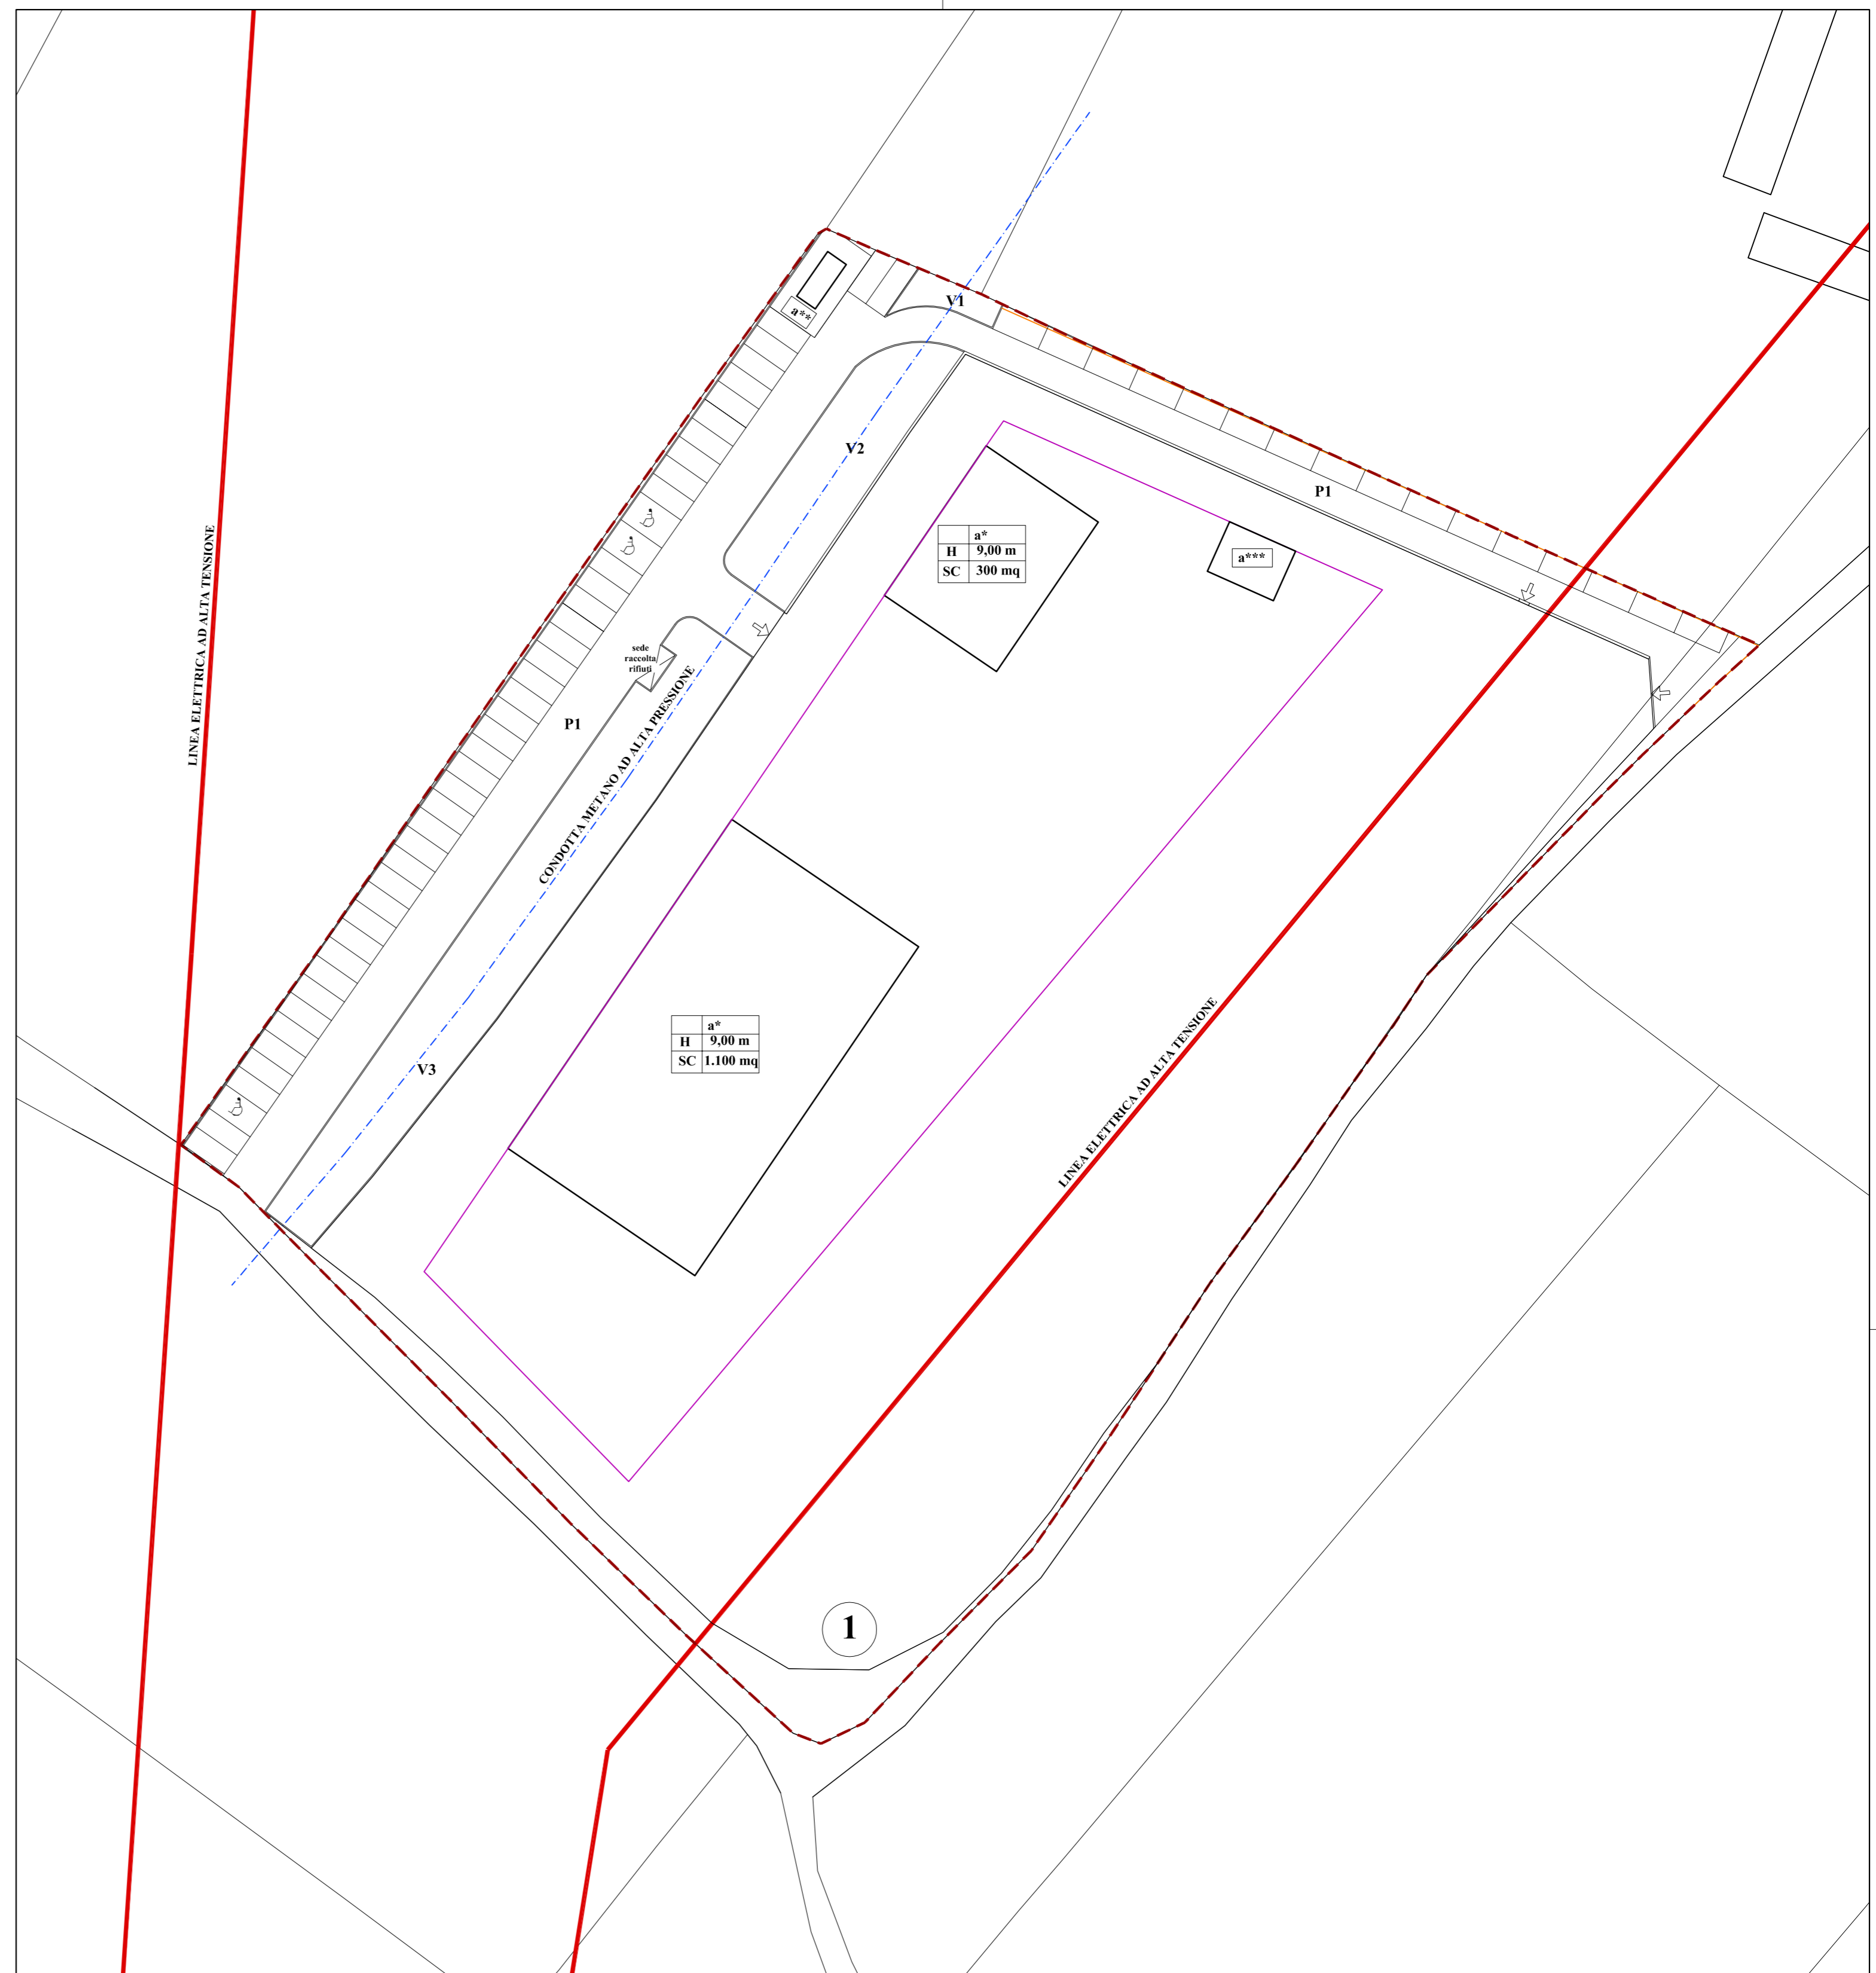 V1
a**
V2
P1
a*
H 9,00 m
SC 300 mq
a***
LINEA ELETTRICA AD ALTA TENSIONE
sede
raccolta
rifiuti
P1
CONDOTTA METANO AD ALTA PRESSIONE
a*
H 9,00 m
SC 1.100 mq
V3
LINEA ELETTRICA AD ALTA TENSIONE
1